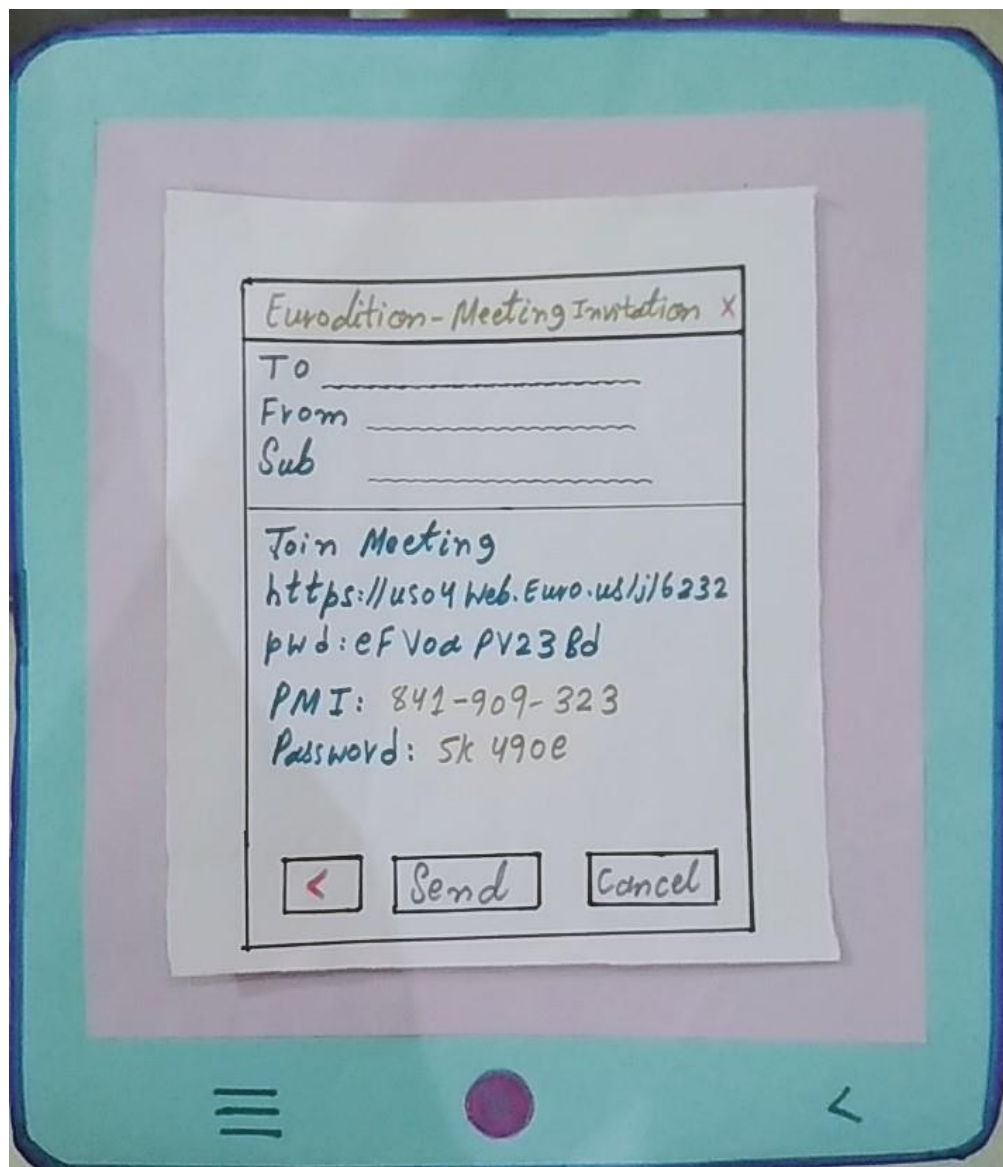 Eurodition - Meeting Invitation X
To
From
Sub
Join Meeting
https://us04web.Euro.us/j/6232
pwd: eFVoaPV23Bd
PMI: 841-909-323
Password: 5k490e
< Send Cancel